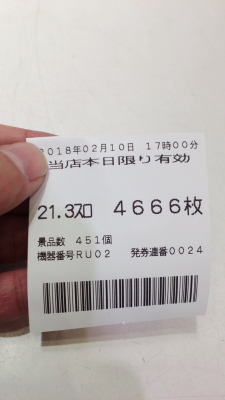 2018年02月10日 17時00分
当店本日限り有効
21.3スロ 4666枚
景品数 451個
機器番号RU02 発券連番0024